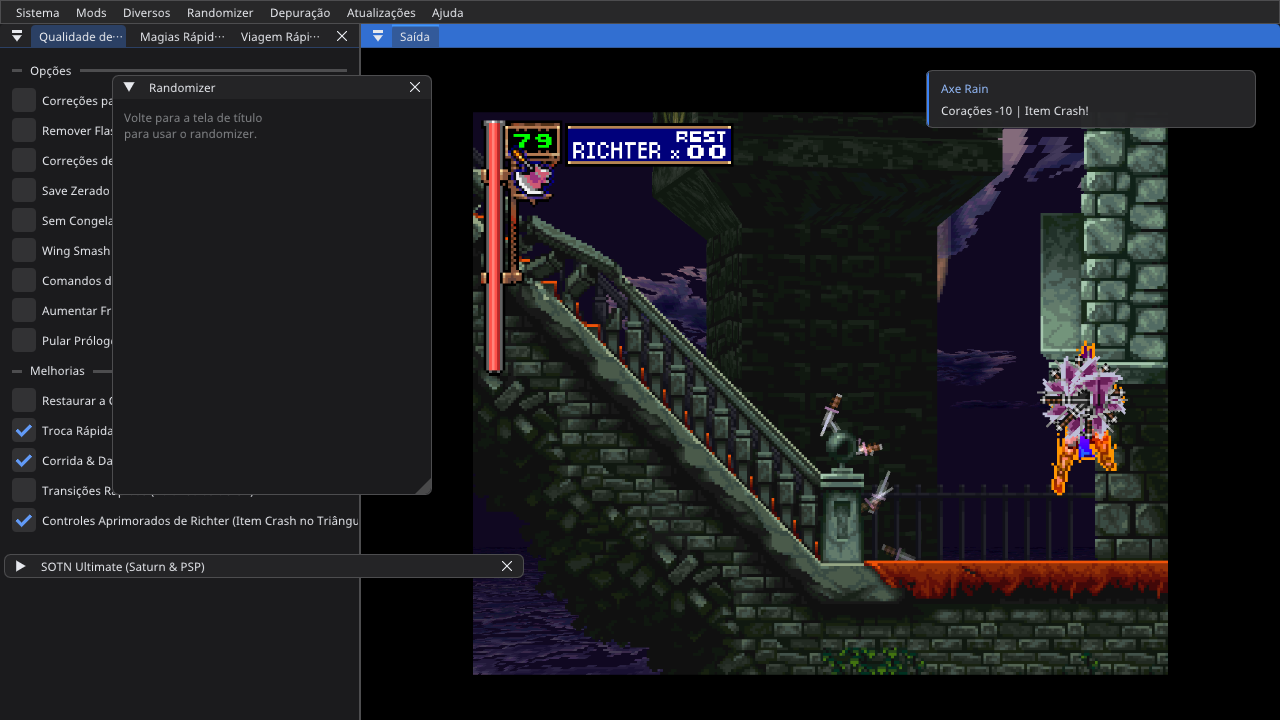 Sistema Mods Diversos Randomizer Depuração Atualizações Ajuda
Qualidade de··· Magias Rápid··· Viagem Rápi··· Saída
Opções
Correções pa
Remover Flas
Correções de
Save Zerado
Sem Congela
Wing Smash
Comandos d
Aumentar Fr
Pular Prólogo
Melhorias
Restaurar a
Troca Rápida
Corrida & Da
Transições
Controles Aprimorados de Richter (Item Crash no Triângu
Randomizer
Volte para a tela de título
para usar o randomizer.
SOTN Ultimate (Saturn & PSP)
Axe Rain
Corações -10 | Item Crash!
79
REST
RICHTER x 00